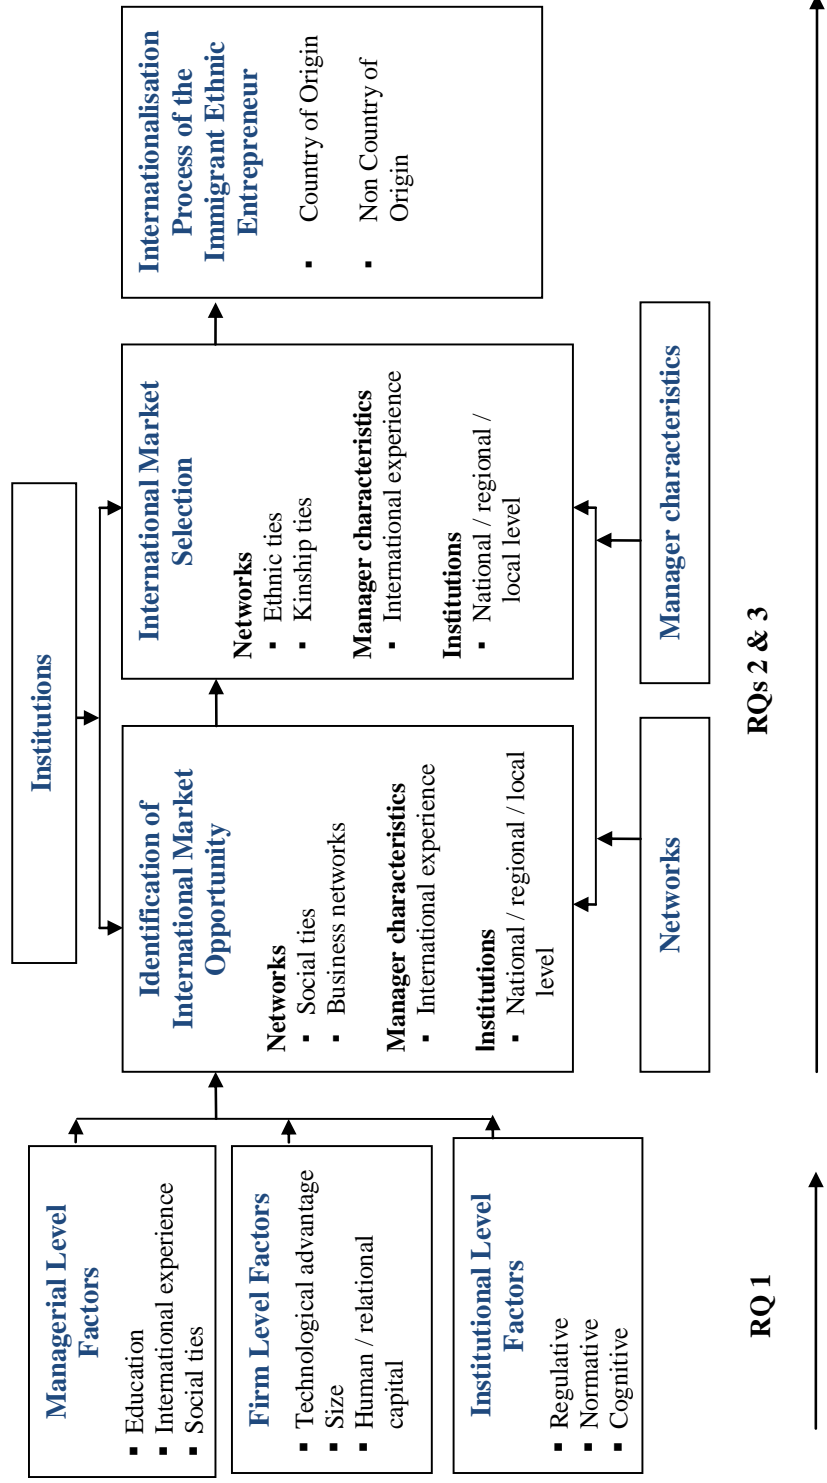 Managerial Level
Factors
▪ Education
▪ International experience
▪ Social ties
Firm Level Factors
▪ Technological advantage
▪ Size
▪ Human / relational
capital
Institutional Level
Factors
▪ Regulative
▪ Normative
▪ Cognitive
RQ 1
Institutions
Identification of
International Market
Opportunity
Networks
▪ Social ties
▪ Business networks
Manager characteristics
▪ International experience
Institutions
▪ National / regional / local
level
International Market
Selection
Networks
▪ Ethnic ties
▪ Kinship ties
Manager characteristics
▪ International experience
Institutions
▪ National / regional /
local level
Internationalisation
Process of the
Immigrant Ethnic
Entrepreneur
▪ Country of Origin
▪ Non Country of
Origin
Networks
Manager characteristics
RQs 2 & 3